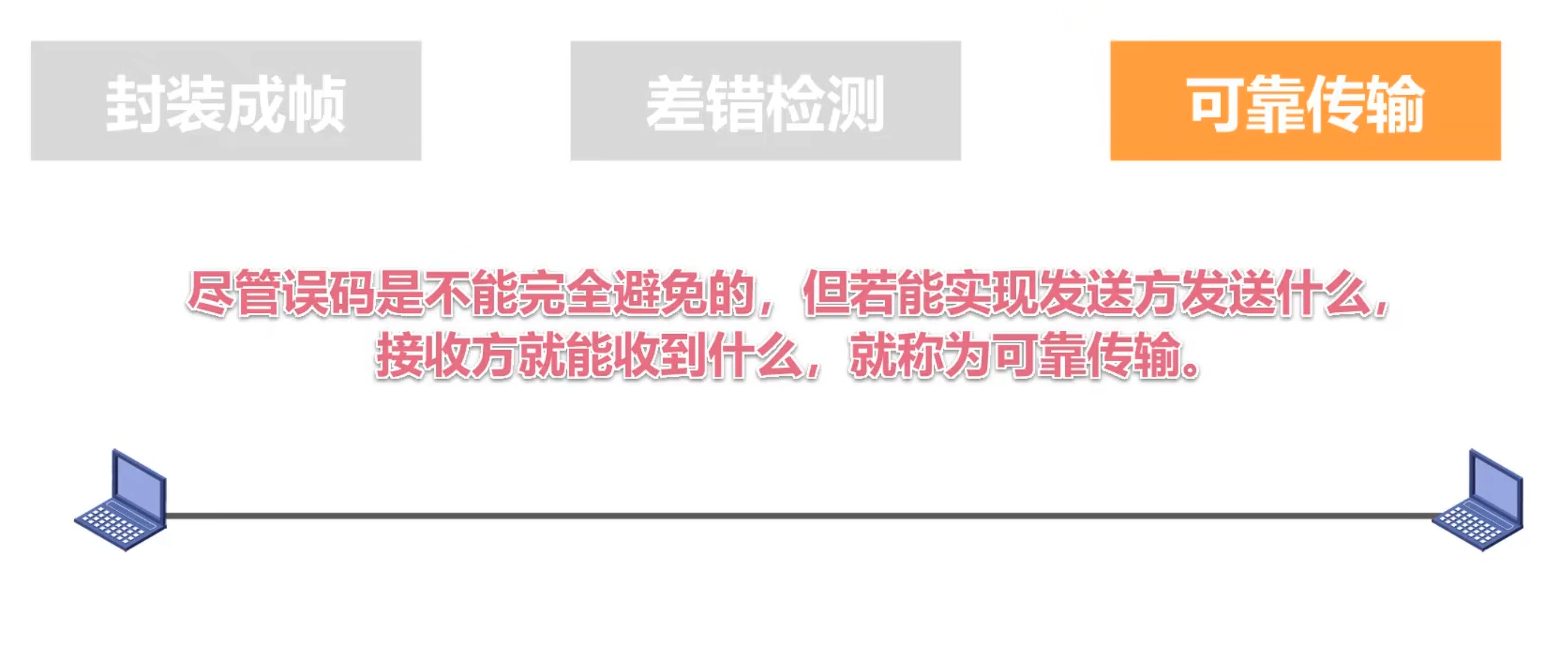 封装成帧
差错检测
可靠传输
尽管误码是不能完全避免的，但若能实现发送方发送什么，
接收方就能收到什么，就称为可靠传输。